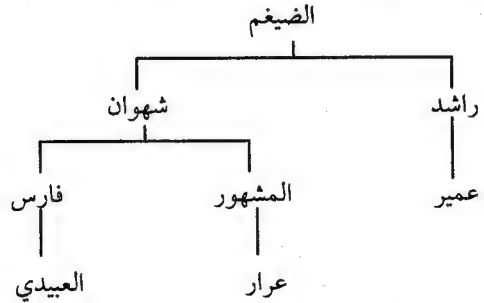 الضيغم
راشد شهوان
عمير المشهور فارس
عرار العبيدي